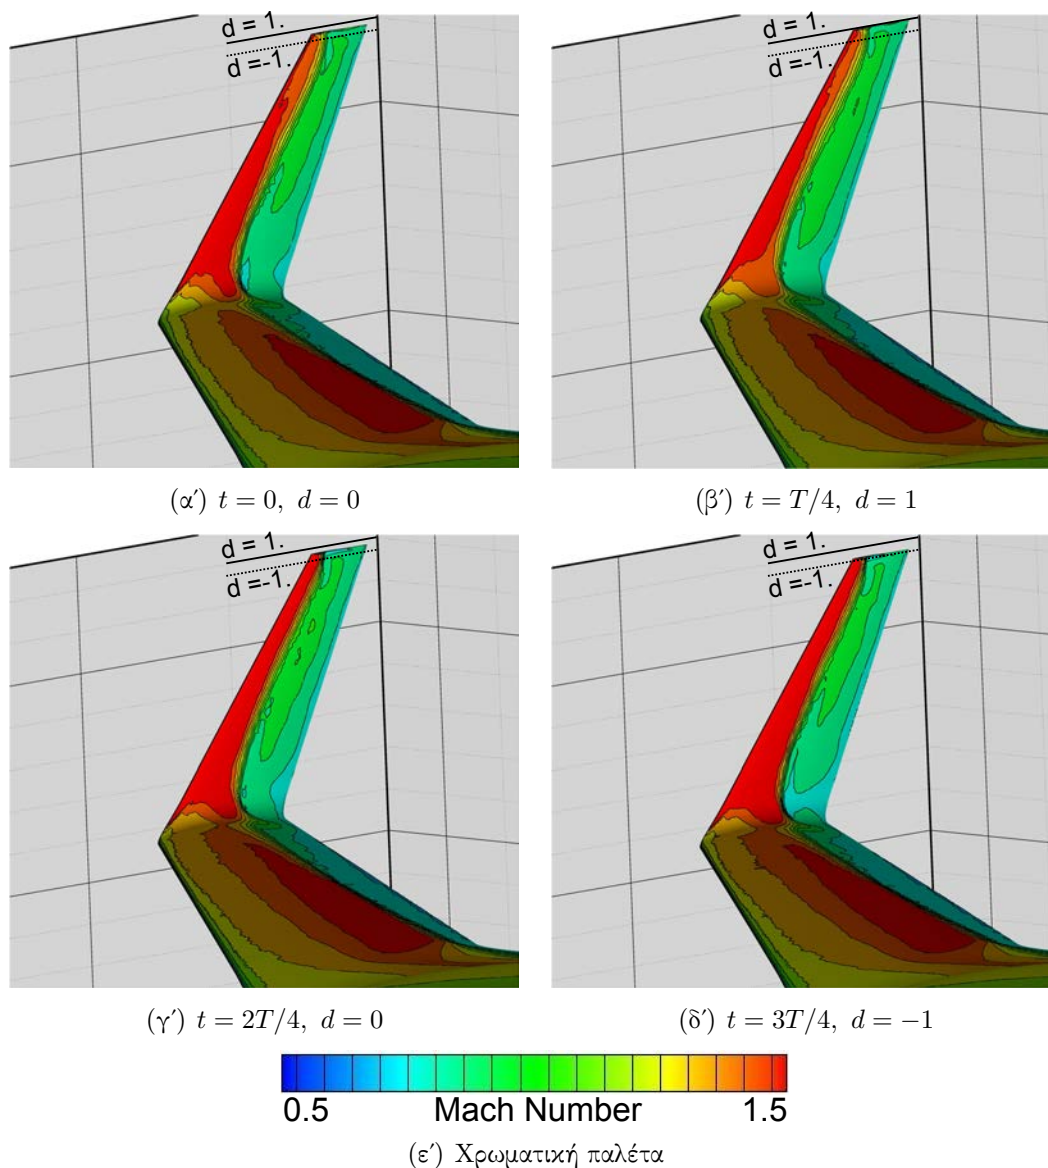 d = 1.
d =-1.
d = 1.
d =-1.
(α΄) t = 0, d = 0
(β΄) t = T/4, d = 1
d = 1.
d =-1.
d = 1.
d =-1.
(γ΄) t = 2T/4, d = 0
(δ΄) t = 3T/4, d = −1
0.5 Mach Number 1.5
(ε΄) Χρωματική παλέτα